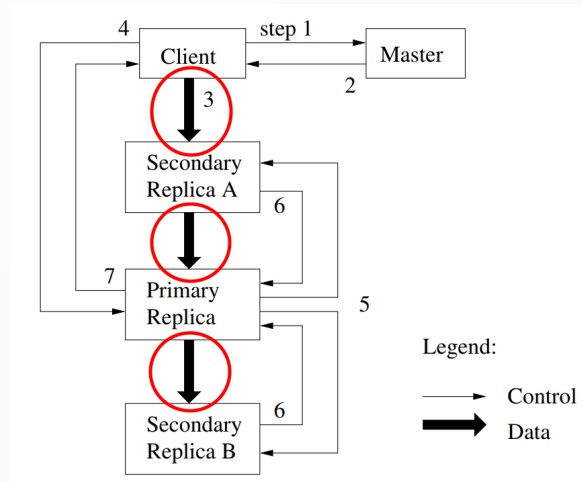 4
step 1
Client
Master
2
3
Secondary
Replica A
6
7
Primary
Replica
5
Legend:
Control
6
Secondary
Replica B
Data